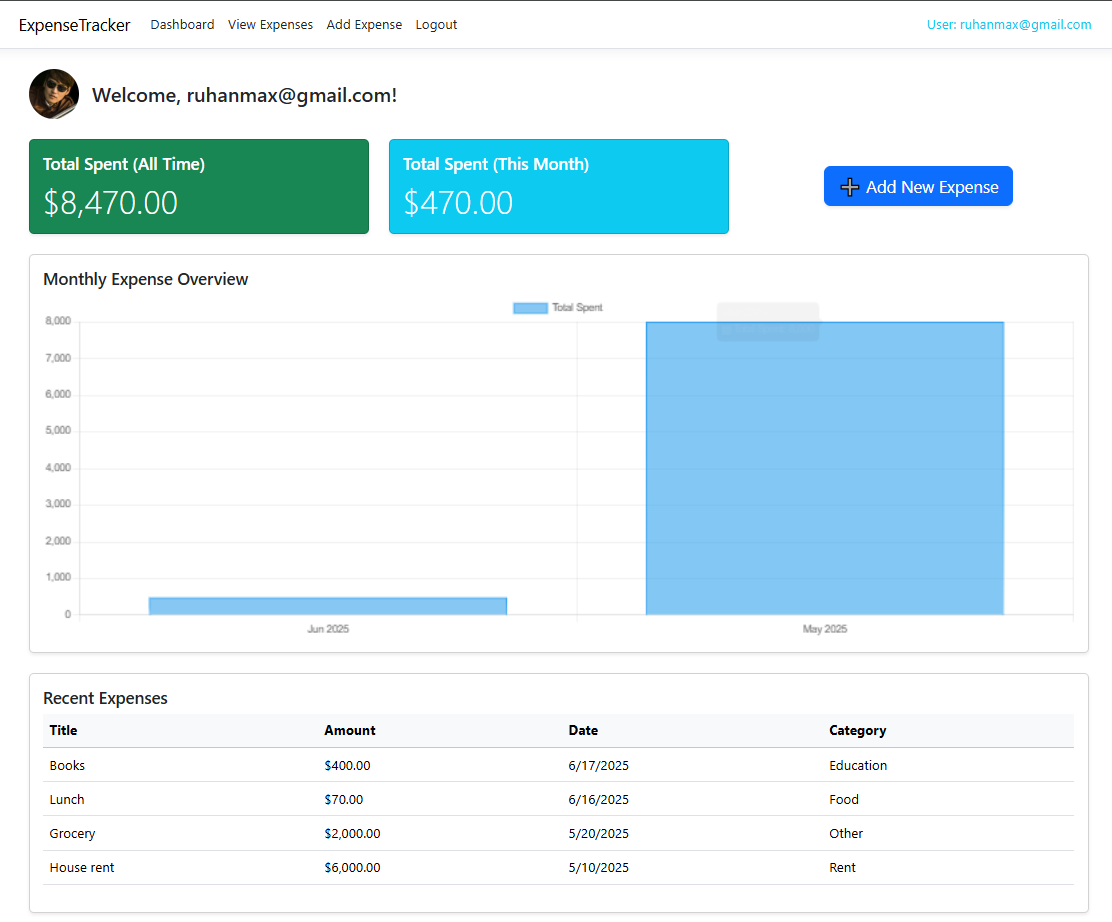 ExpenseTracker Dashboard View Expenses Add Expense Logout User: ruhanmax@gmail.com
Welcome, ruhanmax@gmail.com!
Total Spent (All Time)
$8,470.00
Total Spent (This Month)
$470.00
Add New Expense
Monthly Expense Overview
Total Spent
8,000
7,000
6,000
5,000
4,000
3,000
2,000
1,000
0
Jun 2025 May 2025
Recent Expenses
Title Amount Date Category
Books $400.00 6/17/2025 Education
Lunch $70.00 6/16/2025 Food
Grocery $2,000.00 5/20/2025 Other
House rent $6,000.00 5/10/2025 Rent